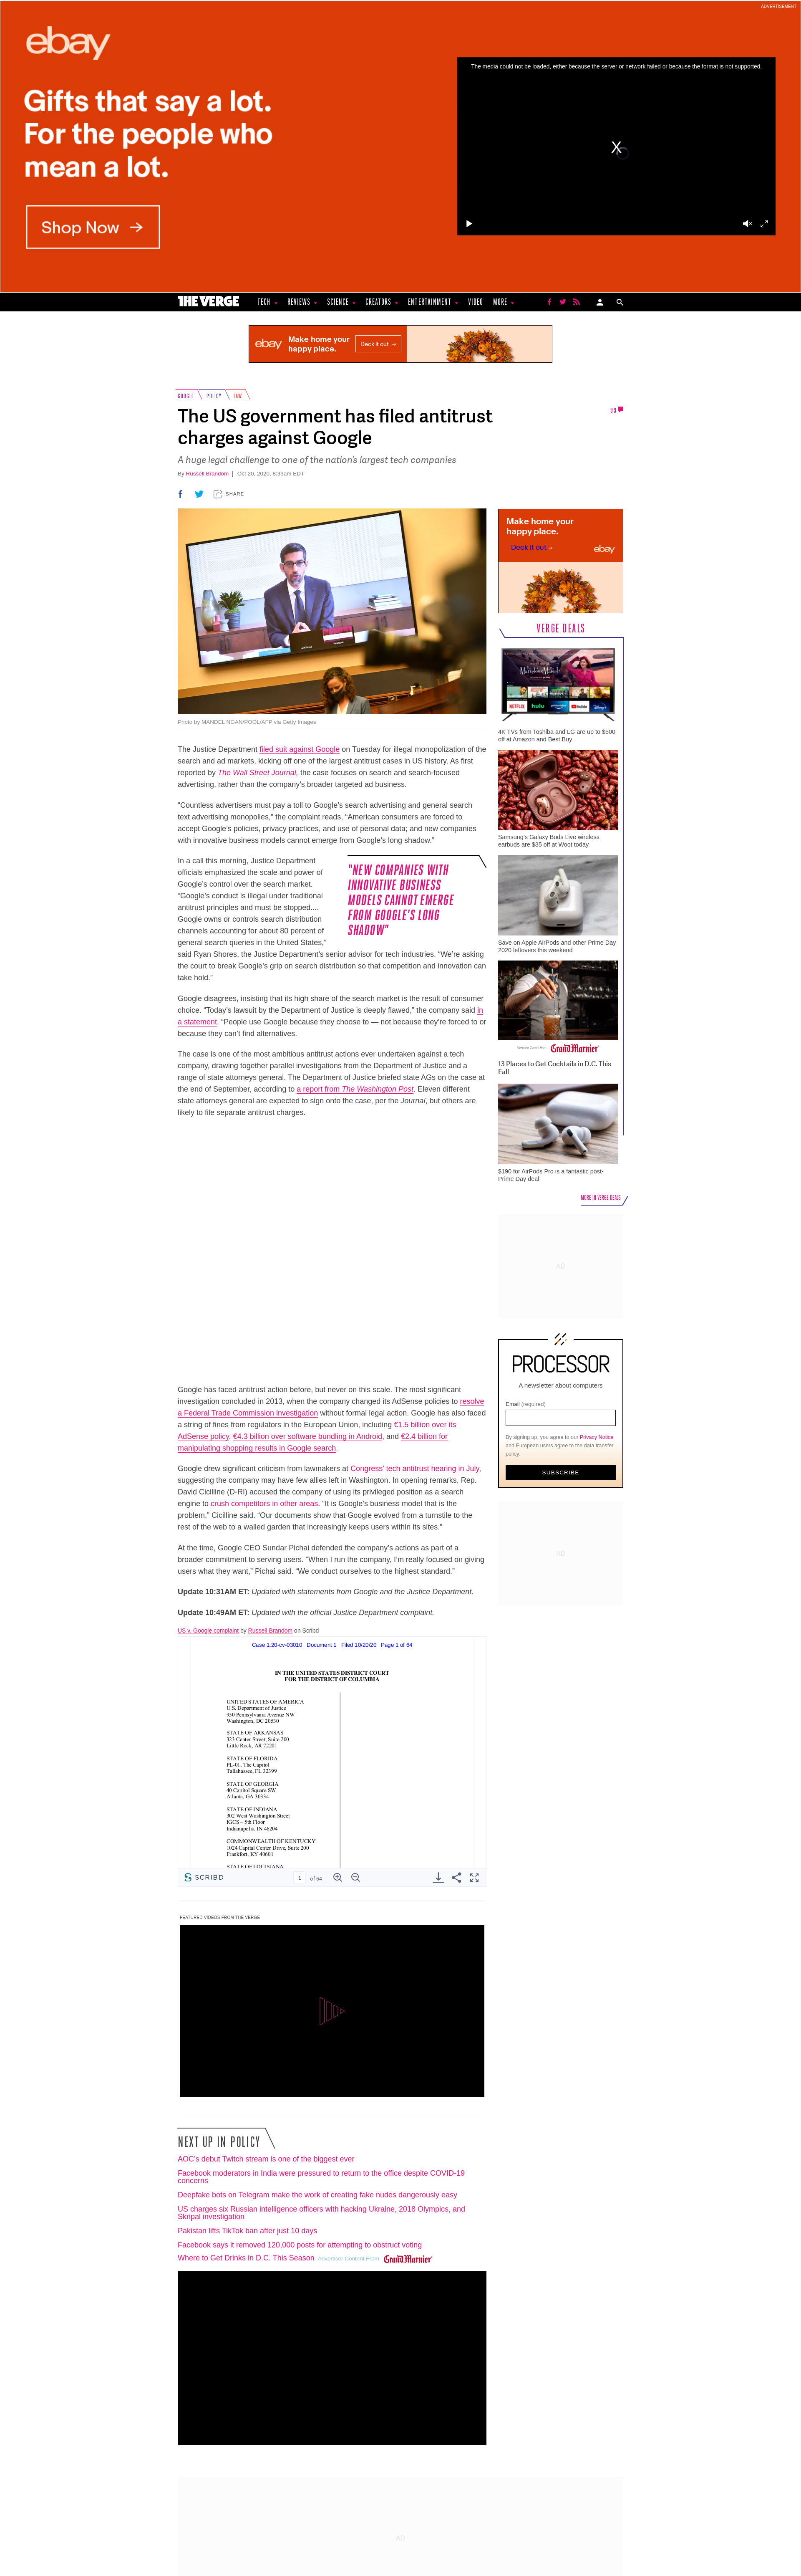 ADVERTISEMENT
ebay
Gifts that say a lot.
For the people who
mean a lot.
Shop Now →
The media could not be loaded, either because the server or network failed or because the format is not supported.
THE VERGE
TECH
REVIEWS
SCIENCE
CREATORS
ENTERTAINMENT
VIDEO
MORE
ebay
Make home your
happy place.
Deck it out →
GOOGLE
POLICY
LAW
The US government has filed antitrust
charges against Google
A huge legal challenge to one of the nation's largest tech companies
By Russell Brandom | Oct 20, 2020, 8:33am EDT
SHARE
Photo by MANDEL NGAN/POOL/AFP via Getty Images
The Justice Department filed suit against Google on Tuesday for illegal monopolization of the
search and ad markets, kicking off one of the largest antitrust cases in US history. As first
reported by The Wall Street Journal, the case focuses on search and search-focused
advertising, rather than the company's broader targeted ad business.
“Countless advertisers must pay a toll to Google's search advertising and general search
text advertising monopolies,” the complaint reads, “American consumers are forced to
accept Google's policies, privacy practices, and use of personal data; and new companies
with innovative business models cannot emerge from Google's long shadow.”
In a call this morning, Justice Department
officials emphasized the scale and power of
Google's control over the search market.
“Google's conduct is illegal under traditional
antitrust principles and must be stopped....
Google owns or controls search distribution
channels accounting for about 80 percent of
general search queries in the United States,”
said Ryan Shores, the Justice Department's senior advisor for tech industries. “We're asking
the court to break Google's grip on search distribution so that competition and innovation can
take hold.”
"NEW COMPANIES WITH
INNOVATIVE BUSINESS
MODELS CANNOT EMERGE
FROM GOOGLE'S LONG
SHADOW"
Google disagrees, insisting that its high share of the search market is the result of consumer
choice. “Today's lawsuit by the Department of Justice is deeply flawed,” the company said in
a statement. “People use Google because they choose to — not because they're forced to or
because they can't find alternatives.
The case is one of the most ambitious antitrust actions ever undertaken against a tech
company, drawing together parallel investigations from the Department of Justice and a
range of state attorneys general. The Department of Justice briefed state AGs on the case at
the end of September, according to a report from The Washington Post. Eleven different
state attorneys general are expected to sign onto the case, per the Journal, but others are
likely to file separate antitrust charges.
Google has faced antitrust action before, but never on this scale. The most significant
investigation concluded in 2013, when the company changed its AdSense policies to resolve
a Federal Trade Commission investigation without formal legal action. Google has also faced
a string of fines from regulators in the European Union, including €1.5 billion over its
AdSense policy, €4.3 billion over software bundling in Android, and €2.4 billion for
manipulating shopping results in Google search.
Google drew significant criticism from lawmakers at Congress' tech antitrust hearing in July,
suggesting the company may have few allies left in Washington. In opening remarks, Rep.
David Cicilline (D-RI) accused the company of using its privileged position as a search
engine to crush competitors in other areas. “It is Google's business model that is the
problem,” Cicilline said. “Our documents show that Google evolved from a turnstile to the
rest of the web to a walled garden that increasingly keeps users within its sites.”
At the time, Google CEO Sundar Pichai defended the company's actions as part of a
broader commitment to serving users. “When I run the company, I'm really focused on giving
users what they want,” Pichai said. “We conduct ourselves to the highest standard.”
Update 10:31AM ET: Updated with statements from Google and the Justice Department.
Update 10:49AM ET: Updated with the official Justice Department complaint.
US v. Google complaint by Russell Brandom on Scribd
Case 1:20-cv-03010 Document 1 Filed 10/20/20 Page 1 of 64
IN THE UNITED STATES DISTRICT COURT
FOR THE DISTRICT OF COLUMBIA
UNITED STATES OF AMERICA
U.S. Department of Justice
950 Pennsylvania Avenue NW
Washington, DC 20530
STATE OF ARKANSAS
323 Center Street, Suite 200
Little Rock, AR 72201
STATE OF FLORIDA
PL-01, The Capitol
Tallahassee, FL 32399
STATE OF GEORGIA
40 Capitol Square SW
Atlanta, GA 30334
STATE OF INDIANA
302 West Washington Street
IGCS – 5th Floor
Indianapolis, IN 46204
COMMONWEALTH OF KENTUCKY
1024 Capital Center Drive, Suite 200
Frankfort, KY 40601
STATE OF LOUISIANA
SCRIBD
1 of 64
FEATURED VIDEOS FROM THE VERGE
NEXT UP IN POLICY
AOC's debut Twitch stream is one of the biggest ever
Facebook moderators in India were pressured to return to the office despite COVID-19
concerns
Deepfake bots on Telegram make the work of creating fake nudes dangerously easy
US charges six Russian intelligence officers with hacking Ukraine, 2018 Olympics, and
Skripal investigation
Pakistan lifts TikTok ban after just 10 days
Facebook says it removed 120,000 posts for attempting to obstruct voting
Where to Get Drinks in D.C. This Season Advertiser Content From Grand Marnier
Make home your
happy place.
Deck it out →
ebay
VERGE DEALS
NETFLIX
hulu
YouTube
Disney+
4K TVs from Toshiba and LG are up to $500
off at Amazon and Best Buy
Samsung's Galaxy Buds Live wireless
earbuds are $35 off at Woot today
Save on Apple AirPods and other Prime Day
2020 leftovers this weekend
Grand Marnier
13 Places to Get Cocktails in D.C. This
Fall
$190 for AirPods Pro is a fantastic post-
Prime Day deal
MORE IN VERGE DEALS
AD
PROCESSOR
A newsletter about computers
Email (required)
By signing up, you agree to our Privacy Notice
and European users agree to the data transfer
policy.
SUBSCRIBE
AD
AD